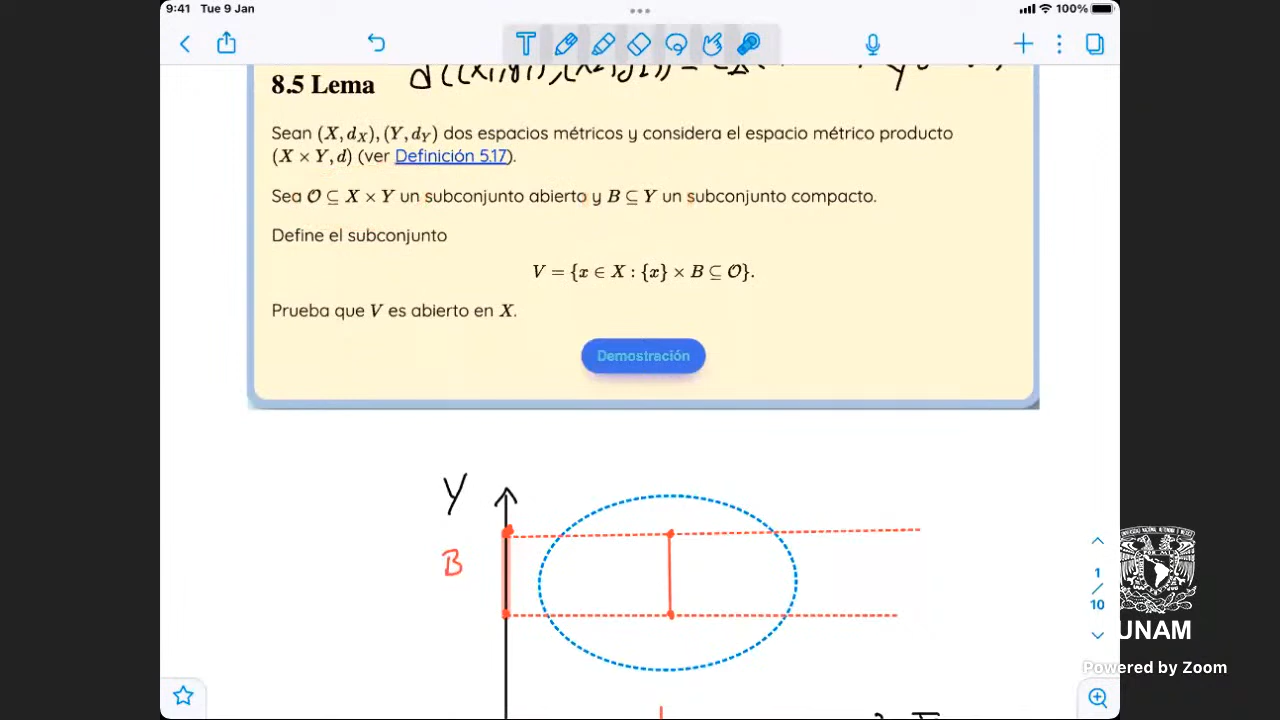 9:41 Tue 9 Jan
100%
8.5 Lema
Sean (X, d_X), (Y, d_Y) dos espacios métricos y considera el espacio métrico producto
(X × Y, d) (ver Definición 5.17).
Sea 𝒪 ⊆ X × Y un subconjunto abierto y B ⊆ Y un subconjunto compacto.
Define el subconjunto
V = {x ∈ X : {x} × B ⊆ 𝒪}.
Prueba que V es abierto en X.
Demostración
Y
B
1
/
10
UNAM
Powered by Zoom